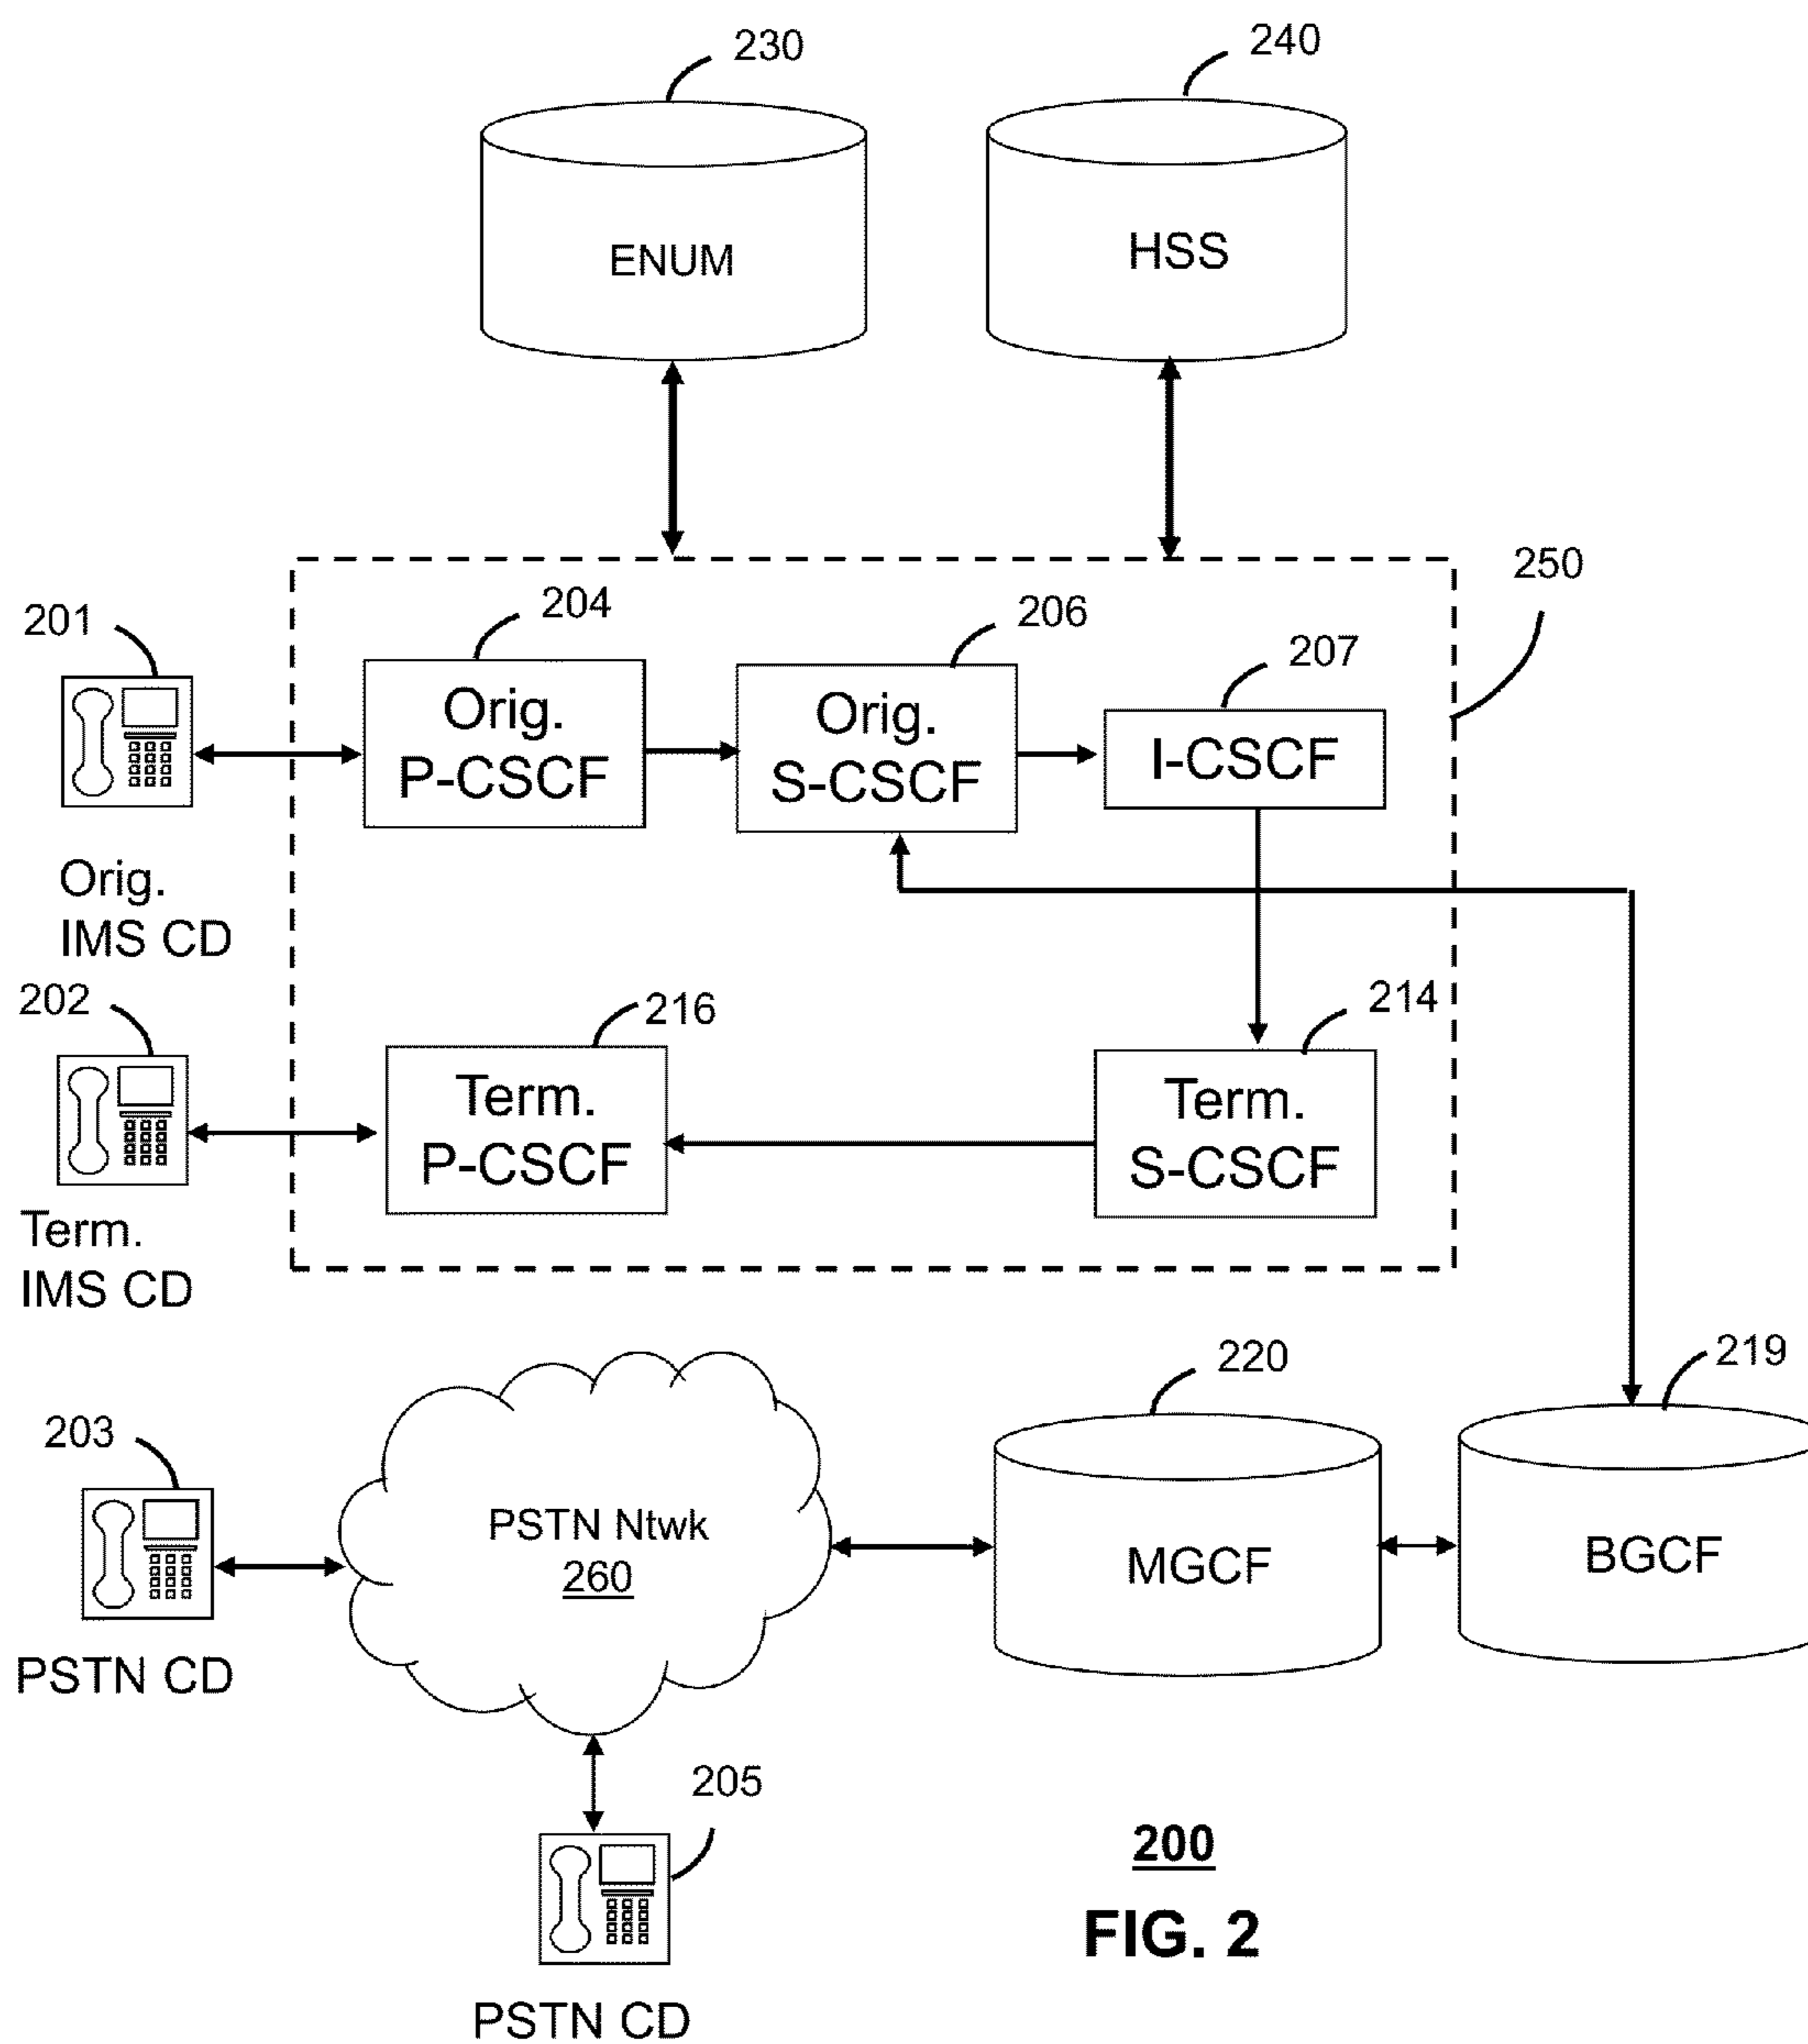 230
240
ENUM
HSS
250
204
206
201
207
Orig.
P-CSCF
Orig.
S-CSCF
I-CSCF
Orig.
IMS CD
202
216
214
Term.
P-CSCF
Term.
S-CSCF
Term.
IMS CD
220
219
203
PSTN Ntwk
260
MGCF
BGCF
PSTN CD
205
200
FIG. 2
PSTN CD